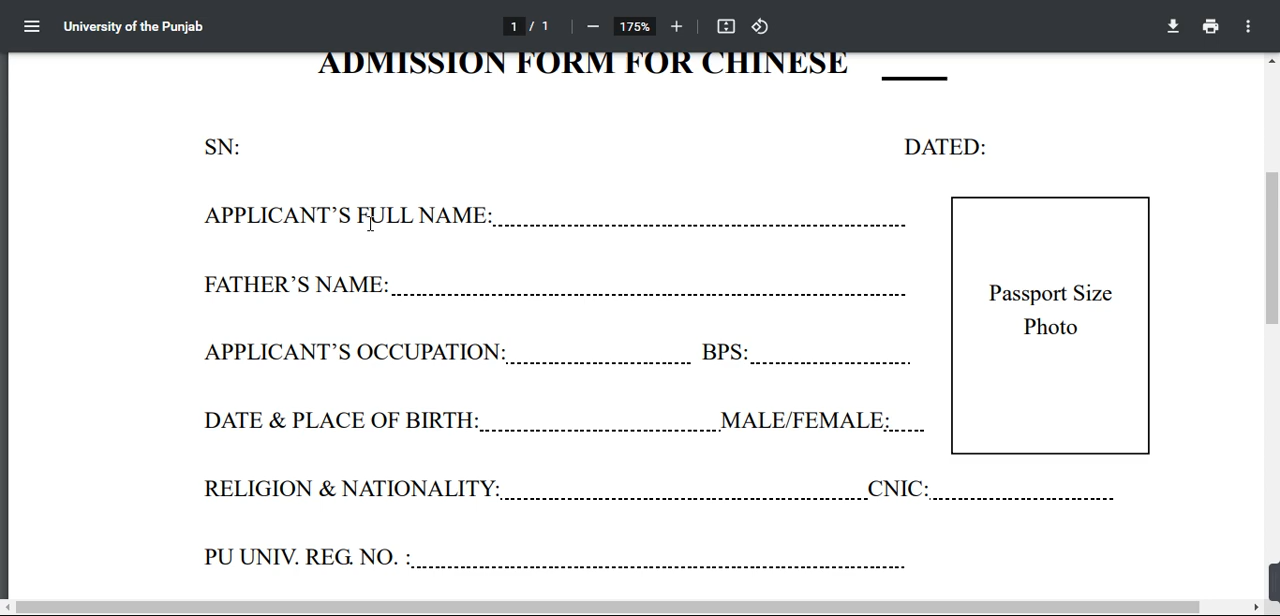 University of the Punjab 1 / 1 175%
ADMISSION FORM FOR CHINESE
SN: DATED:
APPLICANT'S FULL NAME:
FATHER'S NAME:
Passport Size
Photo
APPLICANT'S OCCUPATION: BPS:
DATE & PLACE OF BIRTH: MALE/FEMALE:
RELIGION & NATIONALITY: CNIC:
PU UNIV. REG. NO. :